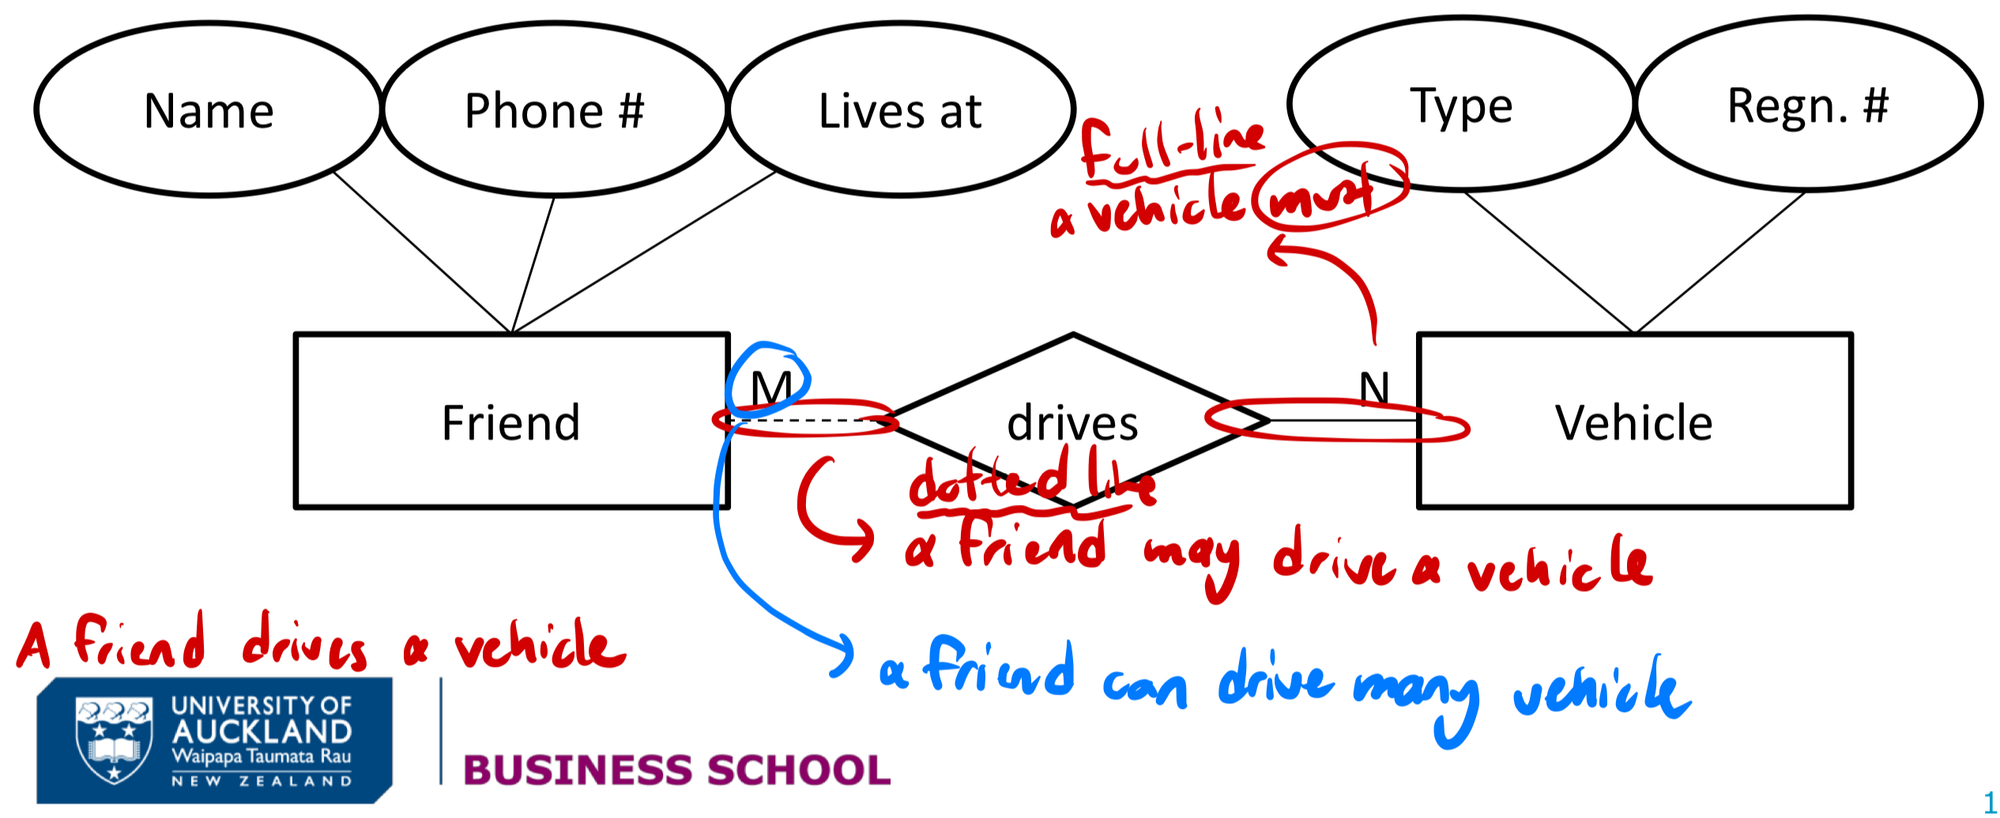 Name
Phone #
Lives at
Type
Regn. #
full-line
a vehicle must
M
N
Friend
drives
Vehicle
dotted line
a friend may drive a vehicle
A friend drives a vehicle
a friend can drive many vehicle
UNIVERSITY OF
AUCKLAND
Waipapa Taumata Rau
NEW ZEALAND
BUSINESS SCHOOL
1